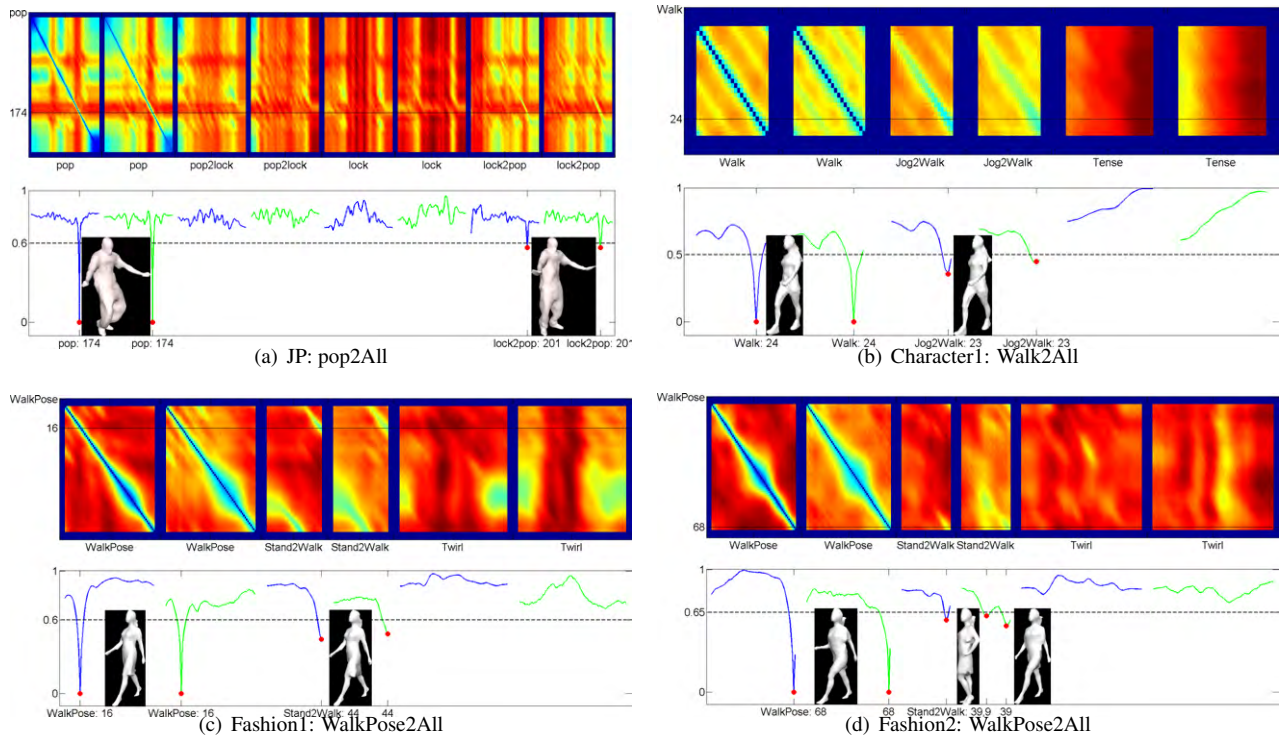 pop
174
pop pop pop2lock pop2lock lock lock lock2pop lock2pop
1
0.6
0
pop: 174 pop: 174 lock2pop: 201 lock2pop: 201
(a) JP: pop2All
Walk
24
Walk Walk Jog2Walk Jog2Walk Tense Tense
1
0.5
0
Walk: 24 Walk: 24 Jog2Walk: 23 Jog2Walk: 23
(b) Character1: Walk2All
WalkPose
16
WalkPose WalkPose Stand2Walk Stand2Walk Twirl Twirl
1
0.6
0
WalkPose: 16 WalkPose: 16 Stand2Walk: 44 44
(c) Fashion1: WalkPose2All
WalkPose
68
WalkPose WalkPose Stand2Walk Stand2Walk Twirl Twirl
1
0.65
0
WalkPose: 68 68 Stand2Walk: 39 9 39
(d) Fashion2: WalkPose2All